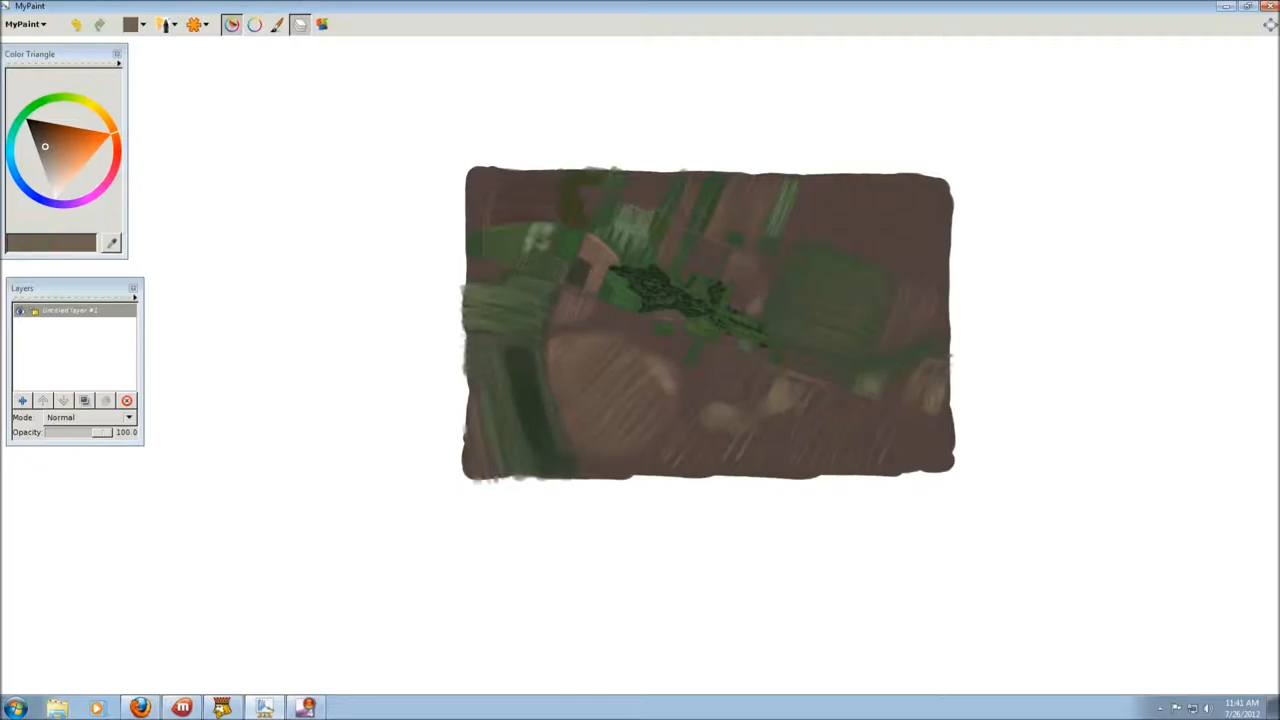 MyPaint
MyPaint
Color Triangle
Layers
Untitled layer #1
Mode: Normal
Opacity: 100.0
11:41 AM
7/26/2012